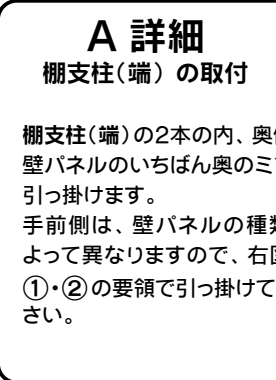 A 詳細
棚支柱（端）の取付
棚支柱（端）の2本の内、奥
壁パネルのいちばん奥のミ
引っ掛けます。
手前側は、壁パネルの種
よって異なりますので、右
①・②の要領で引っ掛けて
さい。